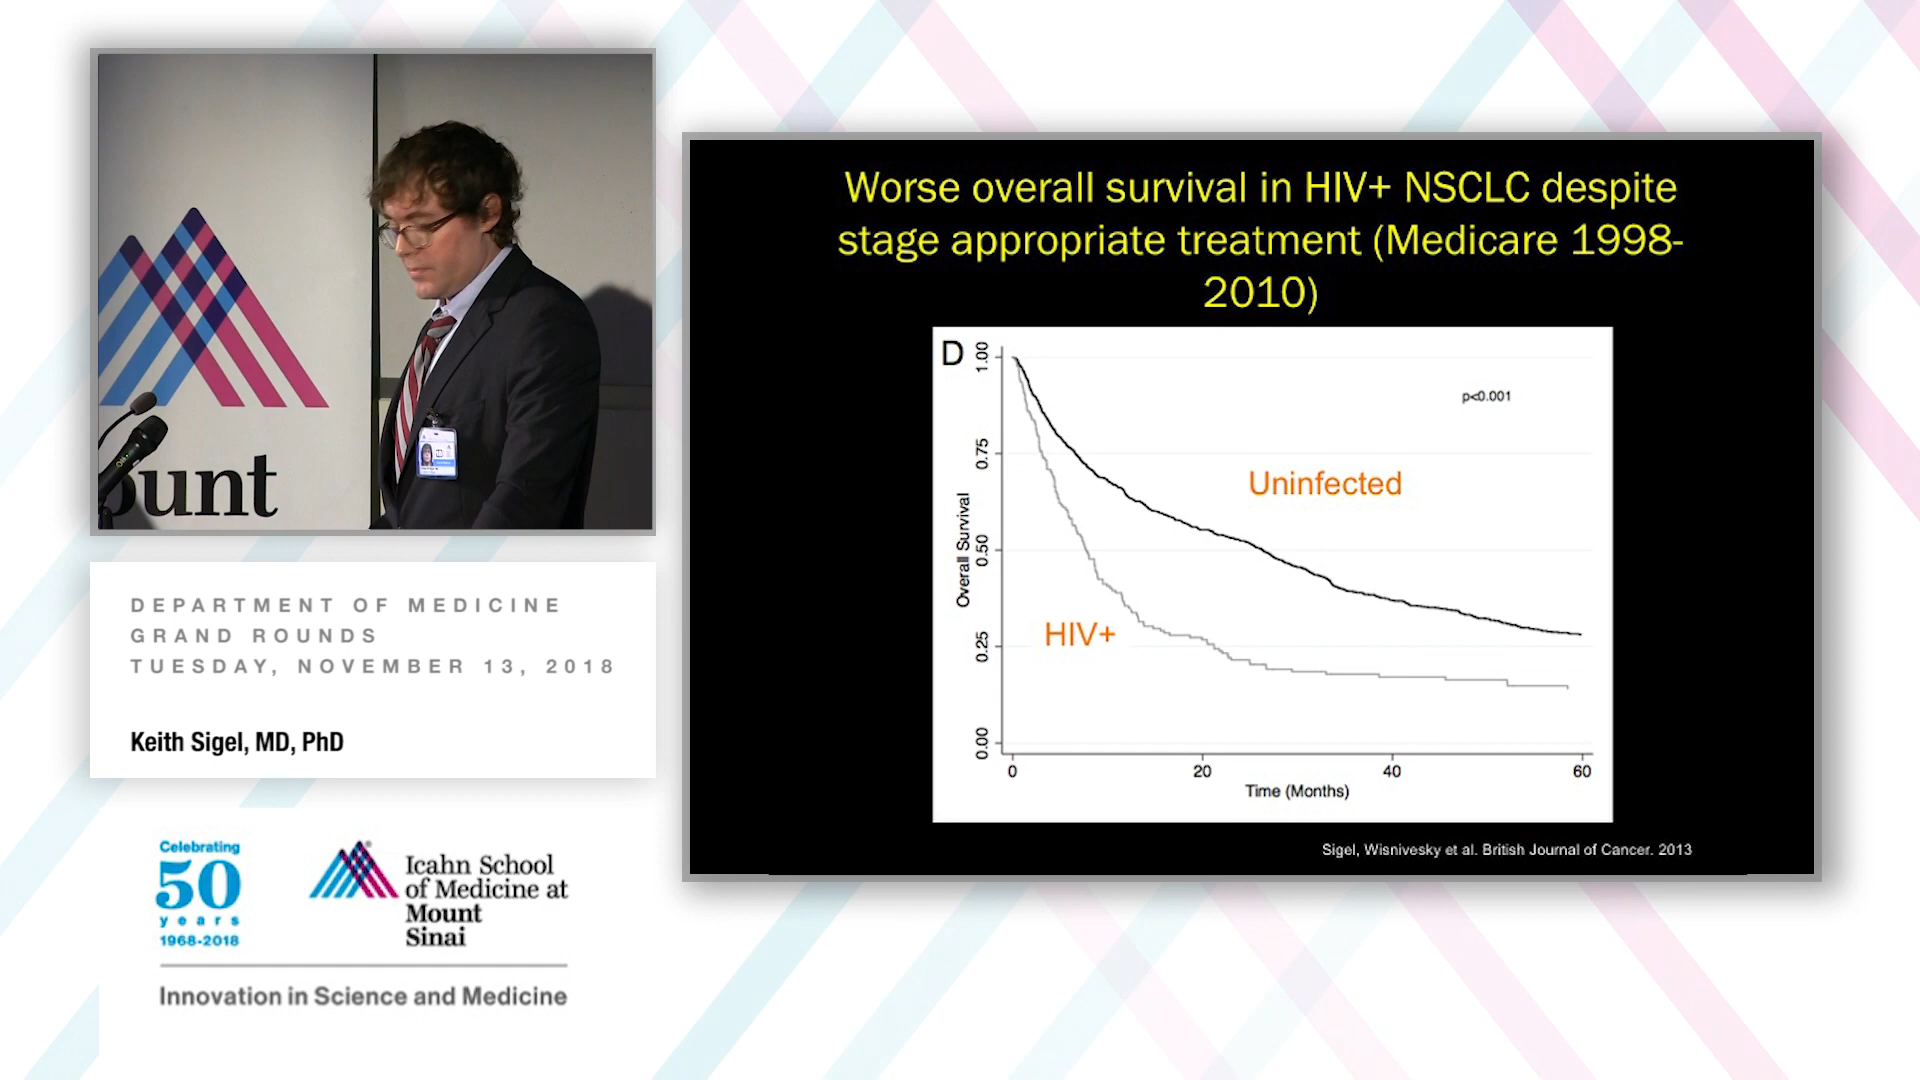 ount
DEPARTMENT OF MEDICINE
GRAND ROUNDS
TUESDAY, NOVEMBER 13, 2018
Keith Sigel, MD, PhD
Celebrating
50
years
1968-2018
Icahn School
of Medicine at
Mount
Sinai
Innovation in Science and Medicine
Worse overall survival in HIV+ NSCLC despite
stage appropriate treatment (Medicare 1998-
2010)
D
p<0.001
Uninfected
HIV+
Overall Survival
1.00
0.75
0.50
0.25
0.00
0 20 40 60
Time (Months)
Sigel, Wisnivesky et al. British Journal of Cancer. 2013